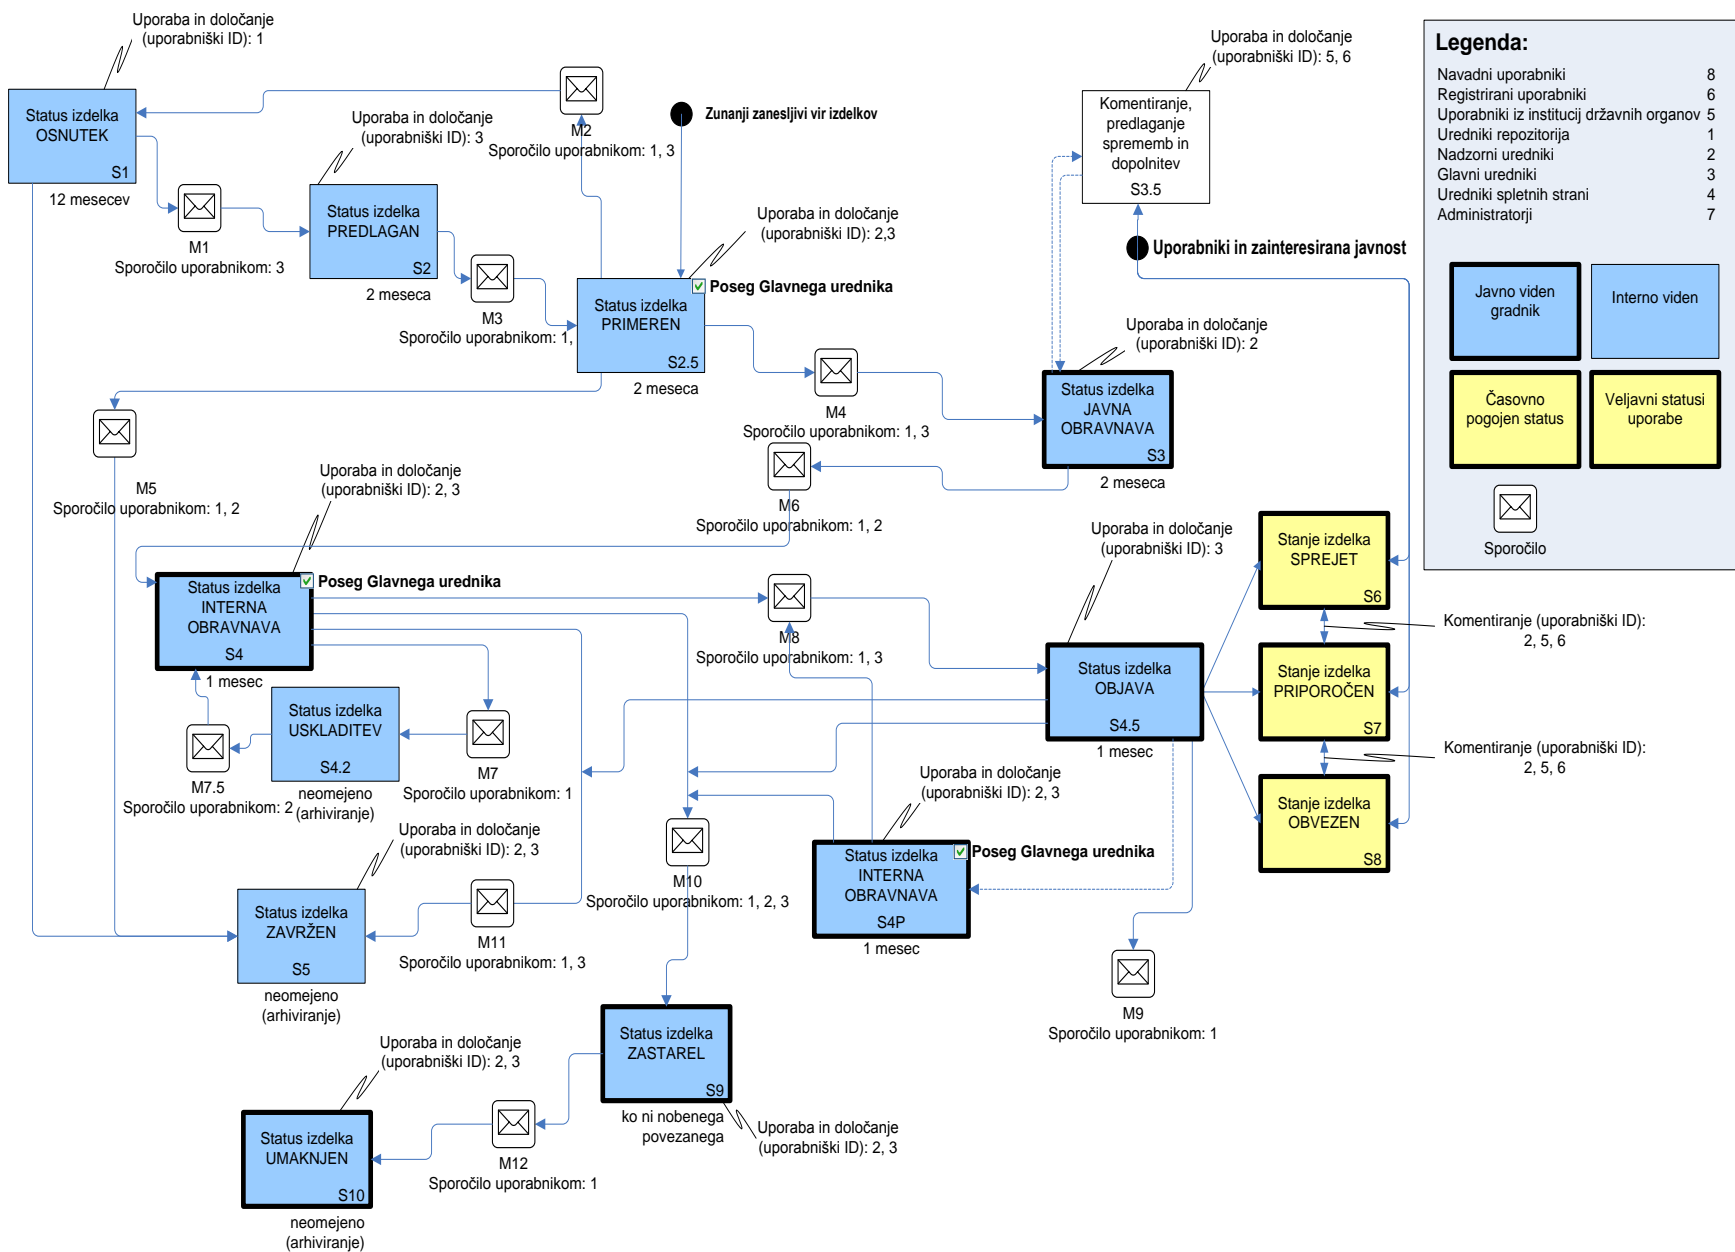 Uporaba in določanje
(uporabniški ID): 1
Status izdelka
OSNUTEK
S1
12 mesecev
M1
Sporočilo uporabnikom: 3
Uporaba in določanje
(uporabniški ID): 3
Status izdelka
PREDLAGAN
S2
2 meseca
M2
Sporočilo uporabnikom: 1, 3
M3
Sporočilo uporabnikom: 1,
Zunanji zanesljivi vir izdelkov
Uporaba in določanje
(uporabniški ID): 2,3
Poseg Glavnega urednika
Status izdelka
PRIMEREN
S2.5
2 meseca
M4
Sporočilo uporabnikom: 1, 3
Uporaba in določanje
(uporabniški ID): 5, 6
Komentiranje,
predlaganje
sprememb in
dopolnitev
S3.5
Uporabniki in zainteresirana javnost
Uporaba in določanje
(uporabniški ID): 2
Status izdelka
JAVNA
OBRAVNAVA
S3
2 meseca
Legenda:
Navadni uporabniki 8
Registrirani uporabniki 6
Uporabniki iz institucij državnih organov 5
Uredniki repozitorija 1
Nadzorni uredniki 2
Glavni uredniki 3
Uredniki spletnih strani 4
Administratorji 7
Javno viden
gradnik
Interno viden
Časovno
pogojen status
Veljavni statusi
uporabe
Sporočilo
M5
Sporočilo uporabnikom: 1, 2
M6
Sporočilo uporabnikom: 1, 2
Uporaba in določanje
(uporabniški ID): 2, 3
Poseg Glavnega urednika
Status izdelka
INTERNA
OBRAVNAVA
S4
1 mesec
Status izdelka
USKLADITEV
S4.2
neomejeno
(arhiviranje)
M7.5
Sporočilo uporabnikom: 2
M7
Sporočilo uporabnikom: 1
M8
Sporočilo uporabnikom: 1, 3
Uporaba in določanje
(uporabniški ID): 3
Status izdelka
OBJAVA
S4.5
1 mesec
Stanje izdelka
SPREJET
S6
Komentiranje (uporabniški ID):
2, 5, 6
Stanje izdelka
PRIPOROČEN
S7
Komentiranje (uporabniški ID):
2, 5, 6
Stanje izdelka
OBVEZEN
S8
Uporaba in določanje
(uporabniški ID): 2, 3
Poseg Glavnega urednika
Status izdelka
INTERNA
OBRAVNAVA
S4P
1 mesec
M9
Sporočilo uporabnikom: 1
M10
Sporočilo uporabnikom: 1, 2, 3
Uporaba in določanje
(uporabniški ID): 2, 3
Status izdelka
ZAVRŽEN
S5
neomejeno
(arhiviranje)
M11
Sporočilo uporabnikom: 1, 3
Status izdelka
ZASTAREL
S9
ko ni nobenega
povezanega
Uporaba in določanje
(uporabniški ID): 2, 3
M12
Sporočilo uporabnikom: 1
Uporaba in določanje
(uporabniški ID): 2, 3
Status izdelka
UMAKNJEN
S10
neomejeno
(arhiviranje)